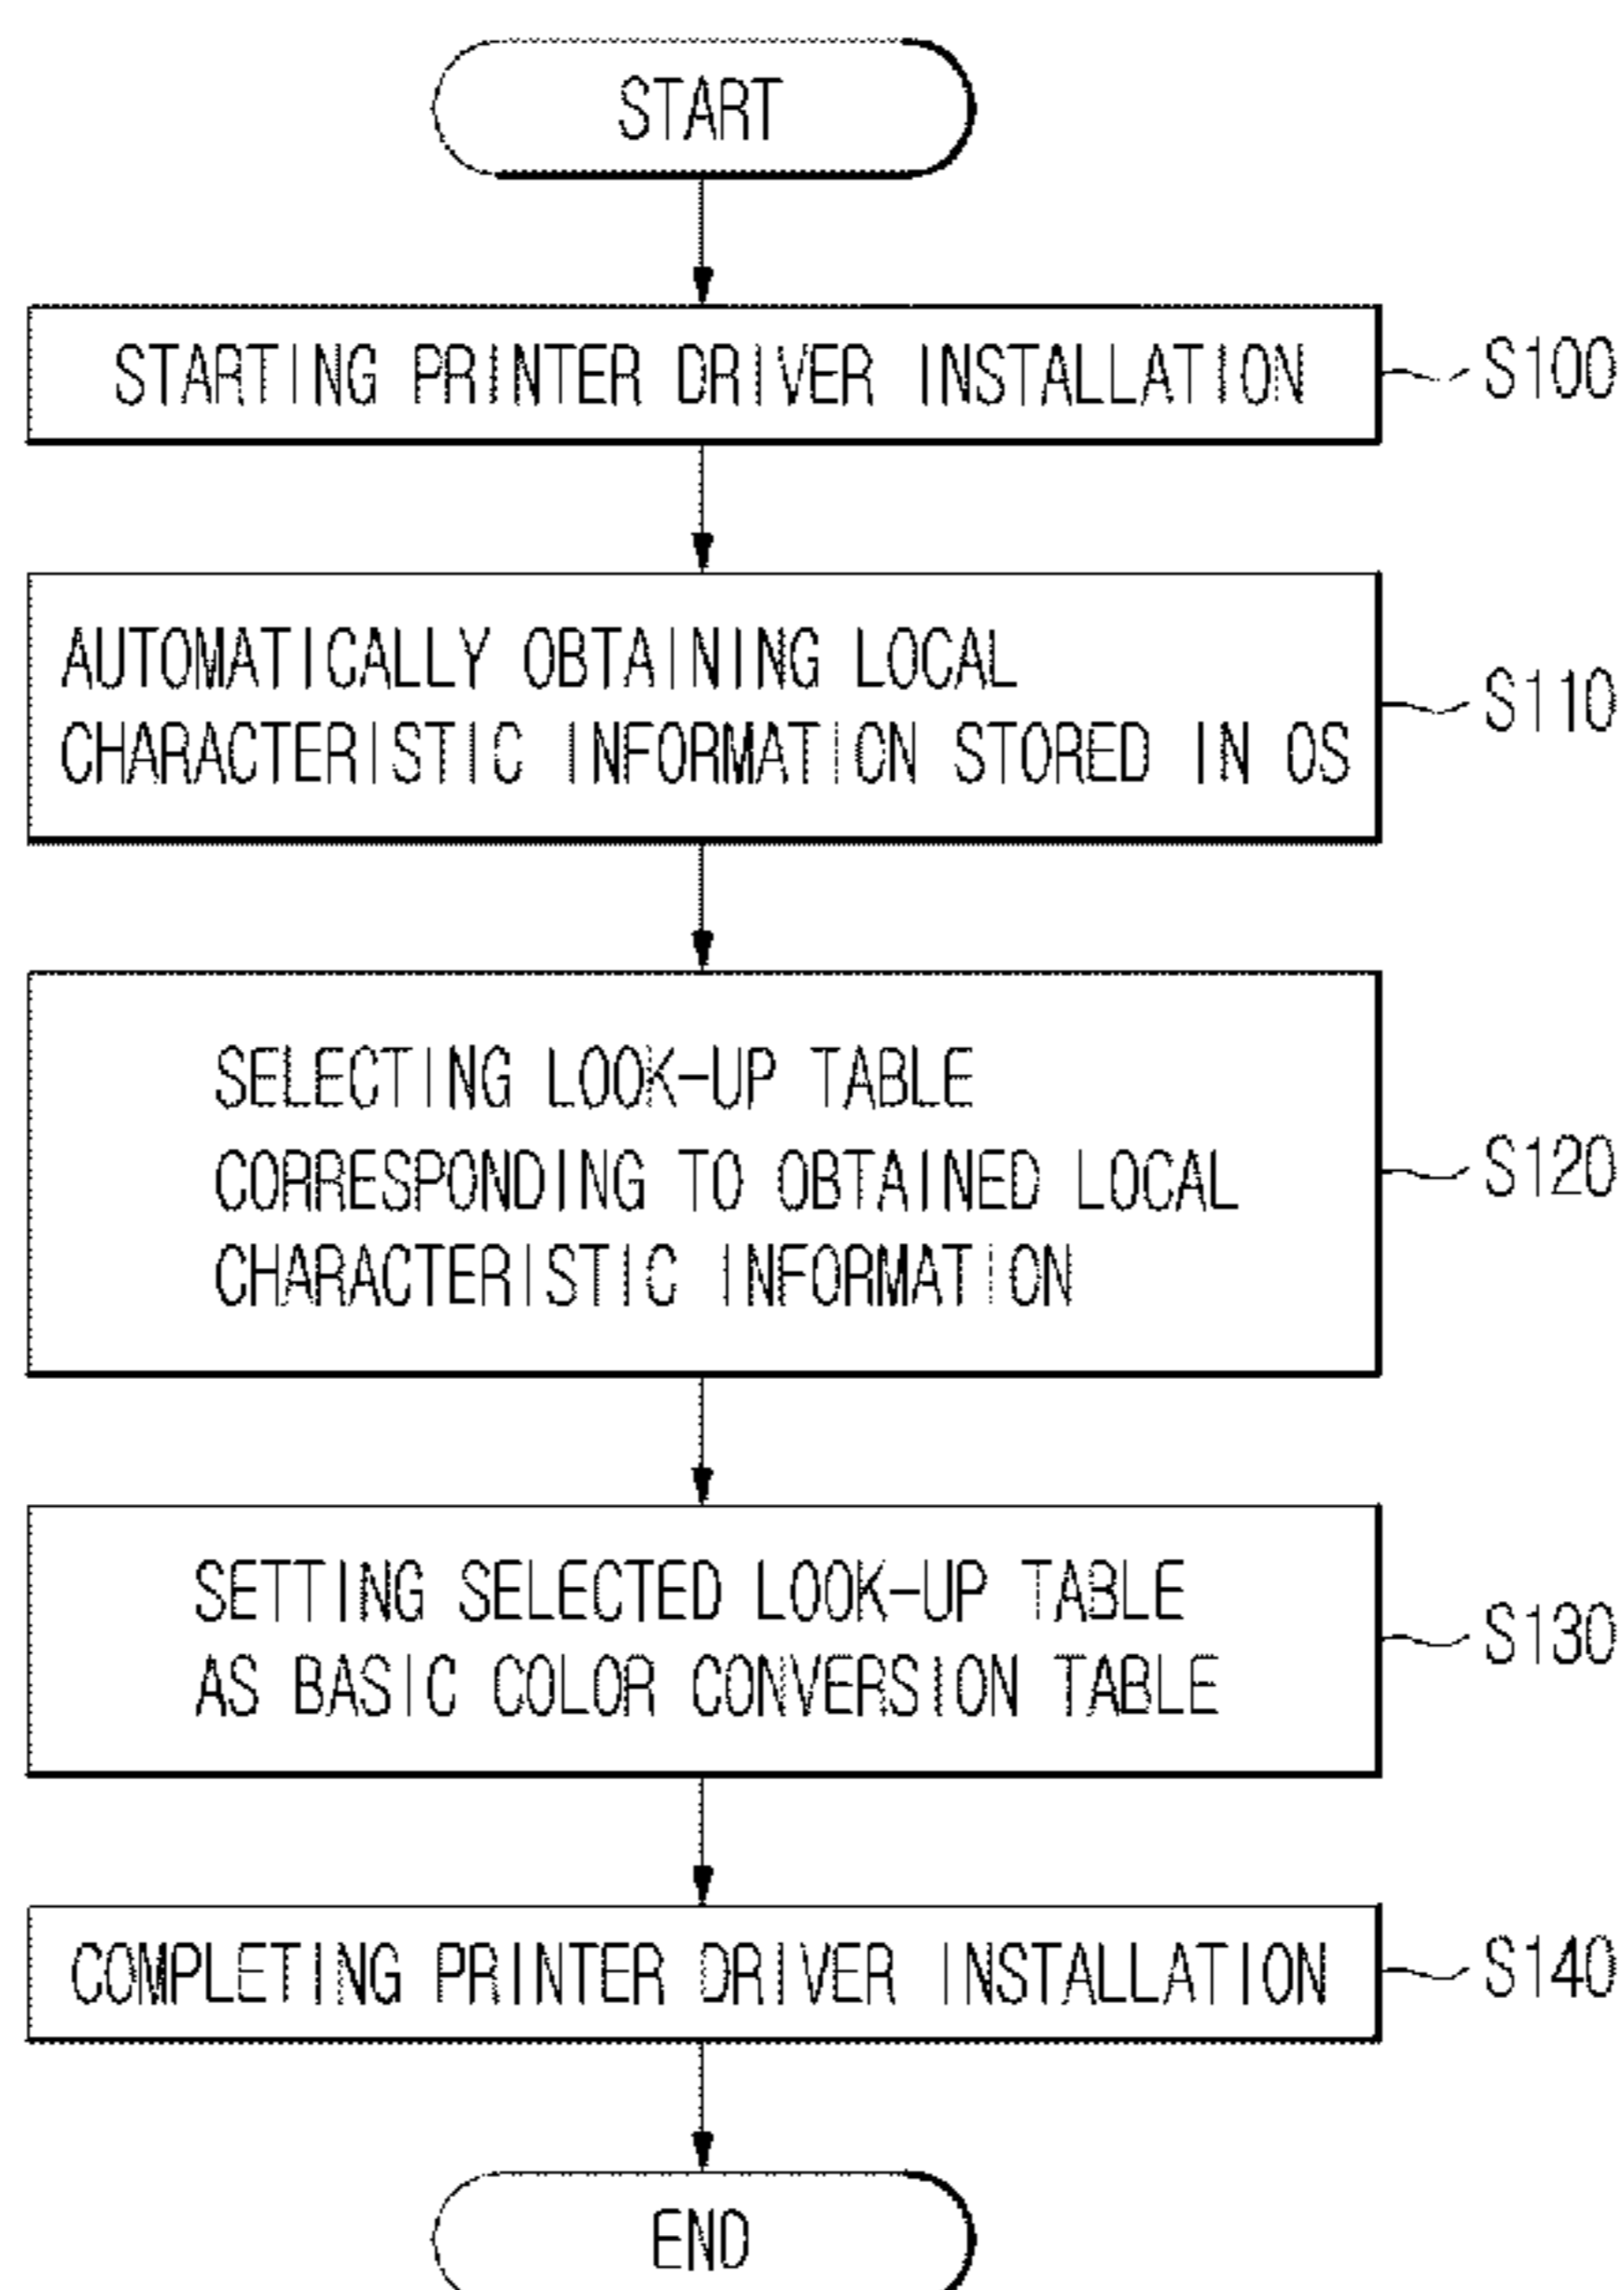 START
STARTING PRINTER DRIVER INSTALLATION
S100
AUTOMATICALLY OBTAINING LOCAL
CHARACTERISTIC INFORMATION STORED IN OS
S110
SELECTING LOOK-UP TABLE
CORRESPONDING TO OBTAINED LOCAL
CHARACTERISTIC INFORMATION
S120
SETTING SELECTED LOOK-UP TABLE
AS BASIC COLOR CONVERSION TABLE
S130
COMPLETING PRINTER DRIVER INSTALLATION
S140
END